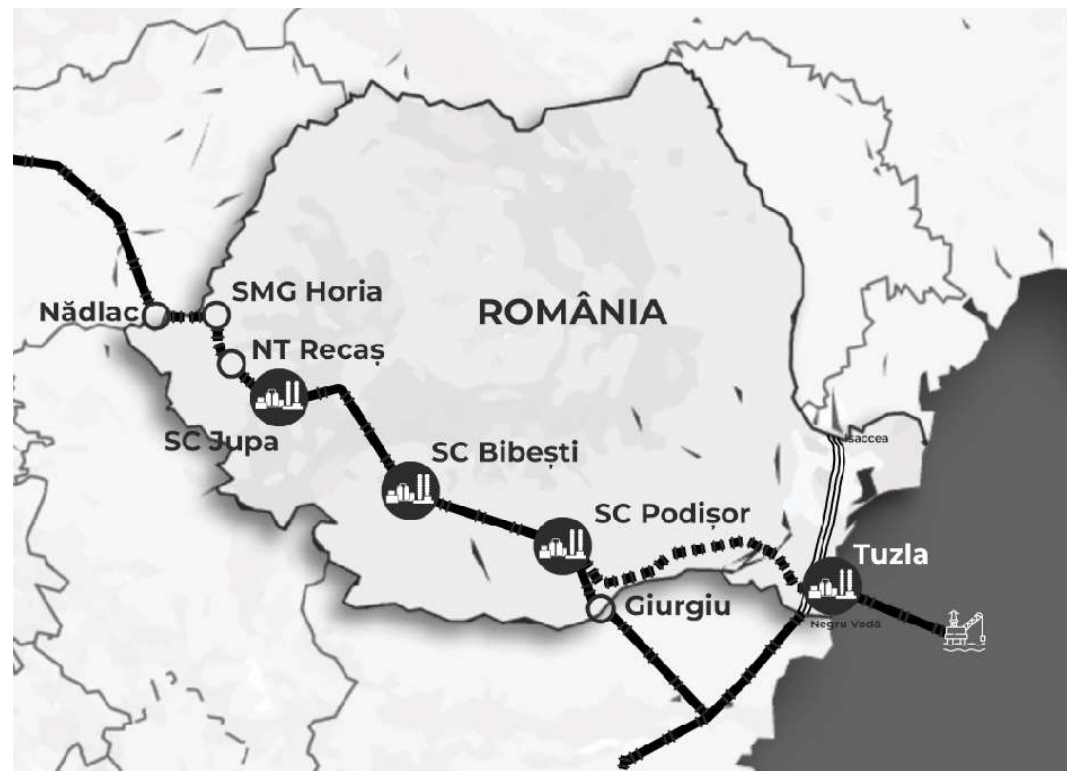 SMG Horia
Nădlac
ROMÂNIA
NT Recaș
SC Jupa
SC Bibești
Isaccea
SC Podișor
Tuzla
Giurgiu
Negru Vodă